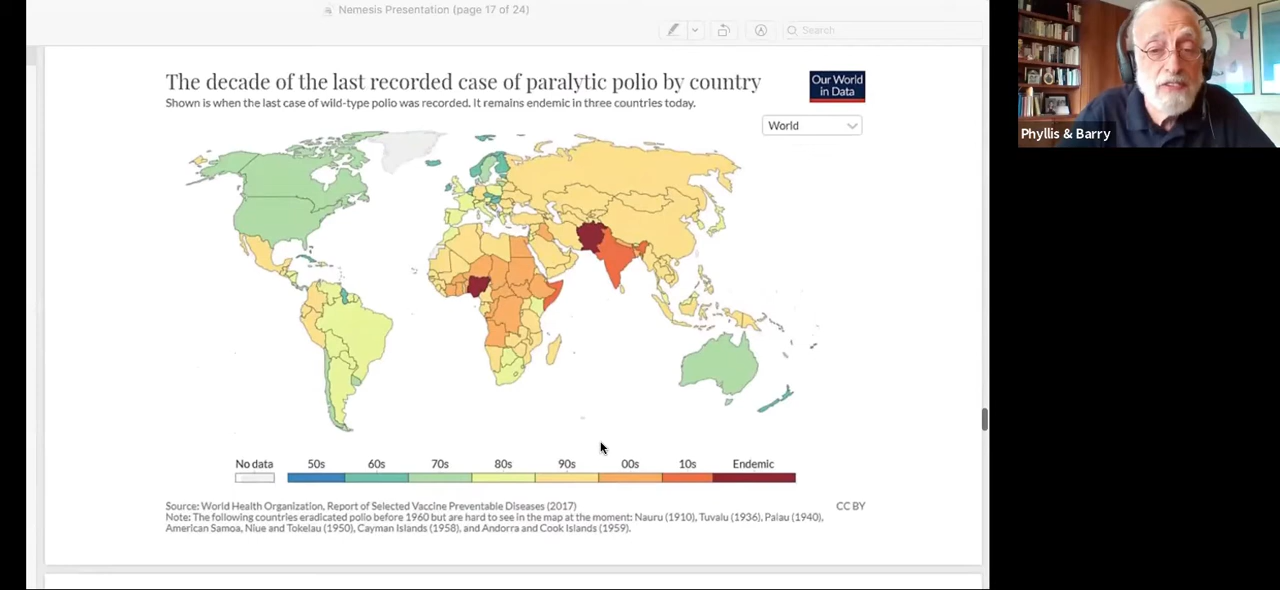 Nemesis Presentation (page 17 of 24)
Search
The decade of the last recorded case of paralytic polio by country
Our World
in Data
Shown is when the last case of wild-type polio was recorded. It remains endemic in three countries today.
World
Phyllis & Barry
No data 50s 60s 70s 80s 90s 00s 10s Endemic
Source: World Health Organization, Report of Selected Vaccine Preventable Diseases (2017)
CC BY
Note: The following countries eradicated polio before 1960 but are hard to see in the map at the moment: Nauru (1910), Tuvalu (1936), Palau (1940),
American Samoa, Niue and Tokelau (1950), Cayman Islands (1958), and Andorra and Cook Islands (1959).